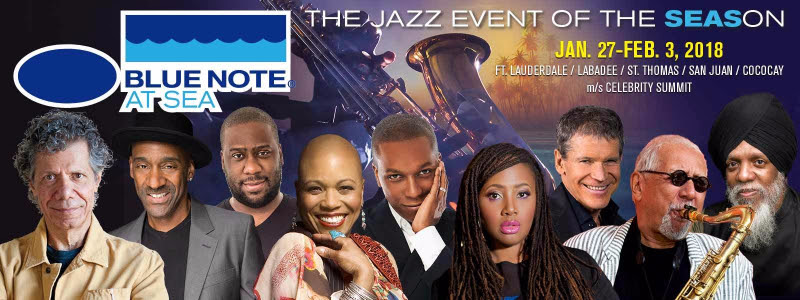 THE JAZZ EVENT OF THE SEASON
BLUE NOTE®
AT SEA
JAN. 27-FEB. 3, 2018
FT. LAUDERDALE / LABADEE / ST. THOMAS / SAN JUAN / COCOCAY
m/s CELEBRITY SUMMIT